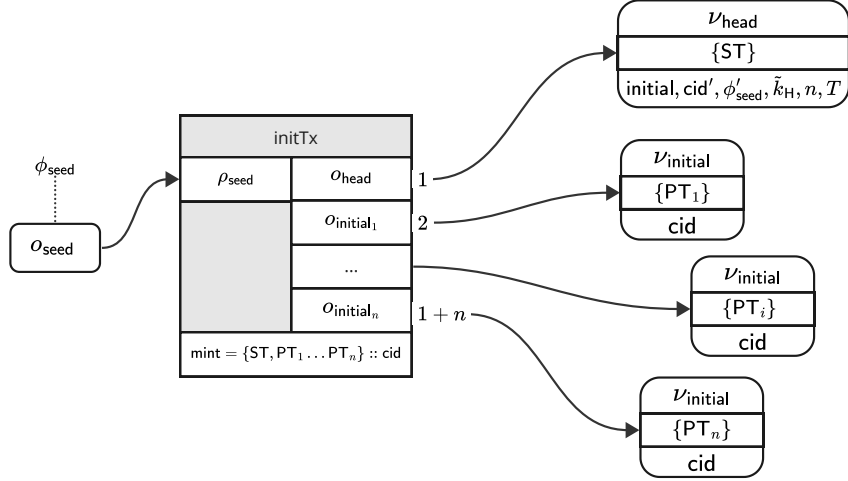 ν_head
{ST}
initial, cid′, ϕ′_seed, k̃_H, n, T
initTx
ϕ_seed
ρ_seed
o_head
1
ν_initial
{PT_1}
cid
o_seed
o_initial_1
2
...
ν_initial
{PT_i}
cid
o_initial_n
1 + n
mint = {ST, PT_1 … PT_n} :: cid
ν_initial
{PT_n}
cid